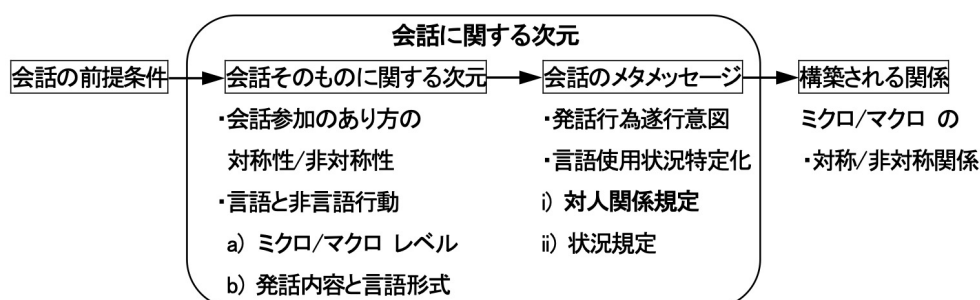 会話に関する次元
会話の前提条件
会話そのものに関する次元
・会話参加のあり方の
対称性/非対称性
・言語と非言語行動
a) ミクロ/マクロ レベル
b) 発話内容と言語形式
会話のメタメッセージ
・発話行為遂行意図
・言語使用状況特定化
i) 対人関係規定
ii) 状況規定
構築される関係
ミクロ/マクロ の
・対称/非対称関係